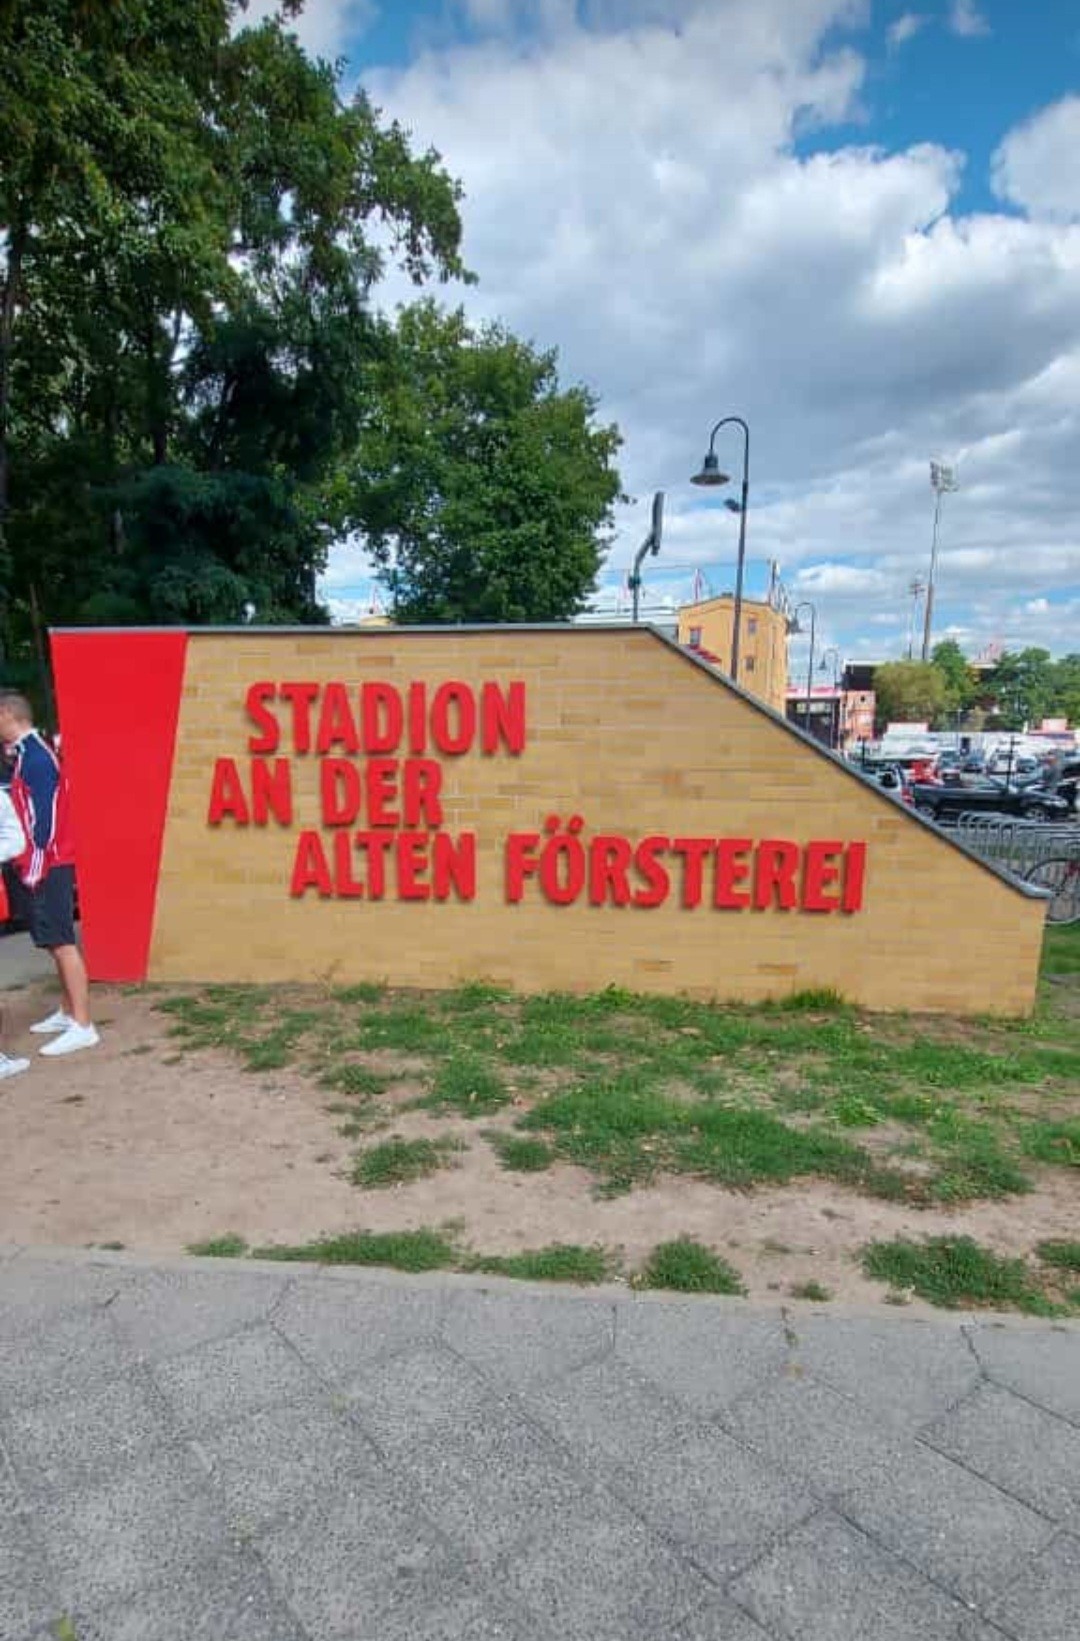 STADION
AN DER
ALTEN FÖRSTEREI